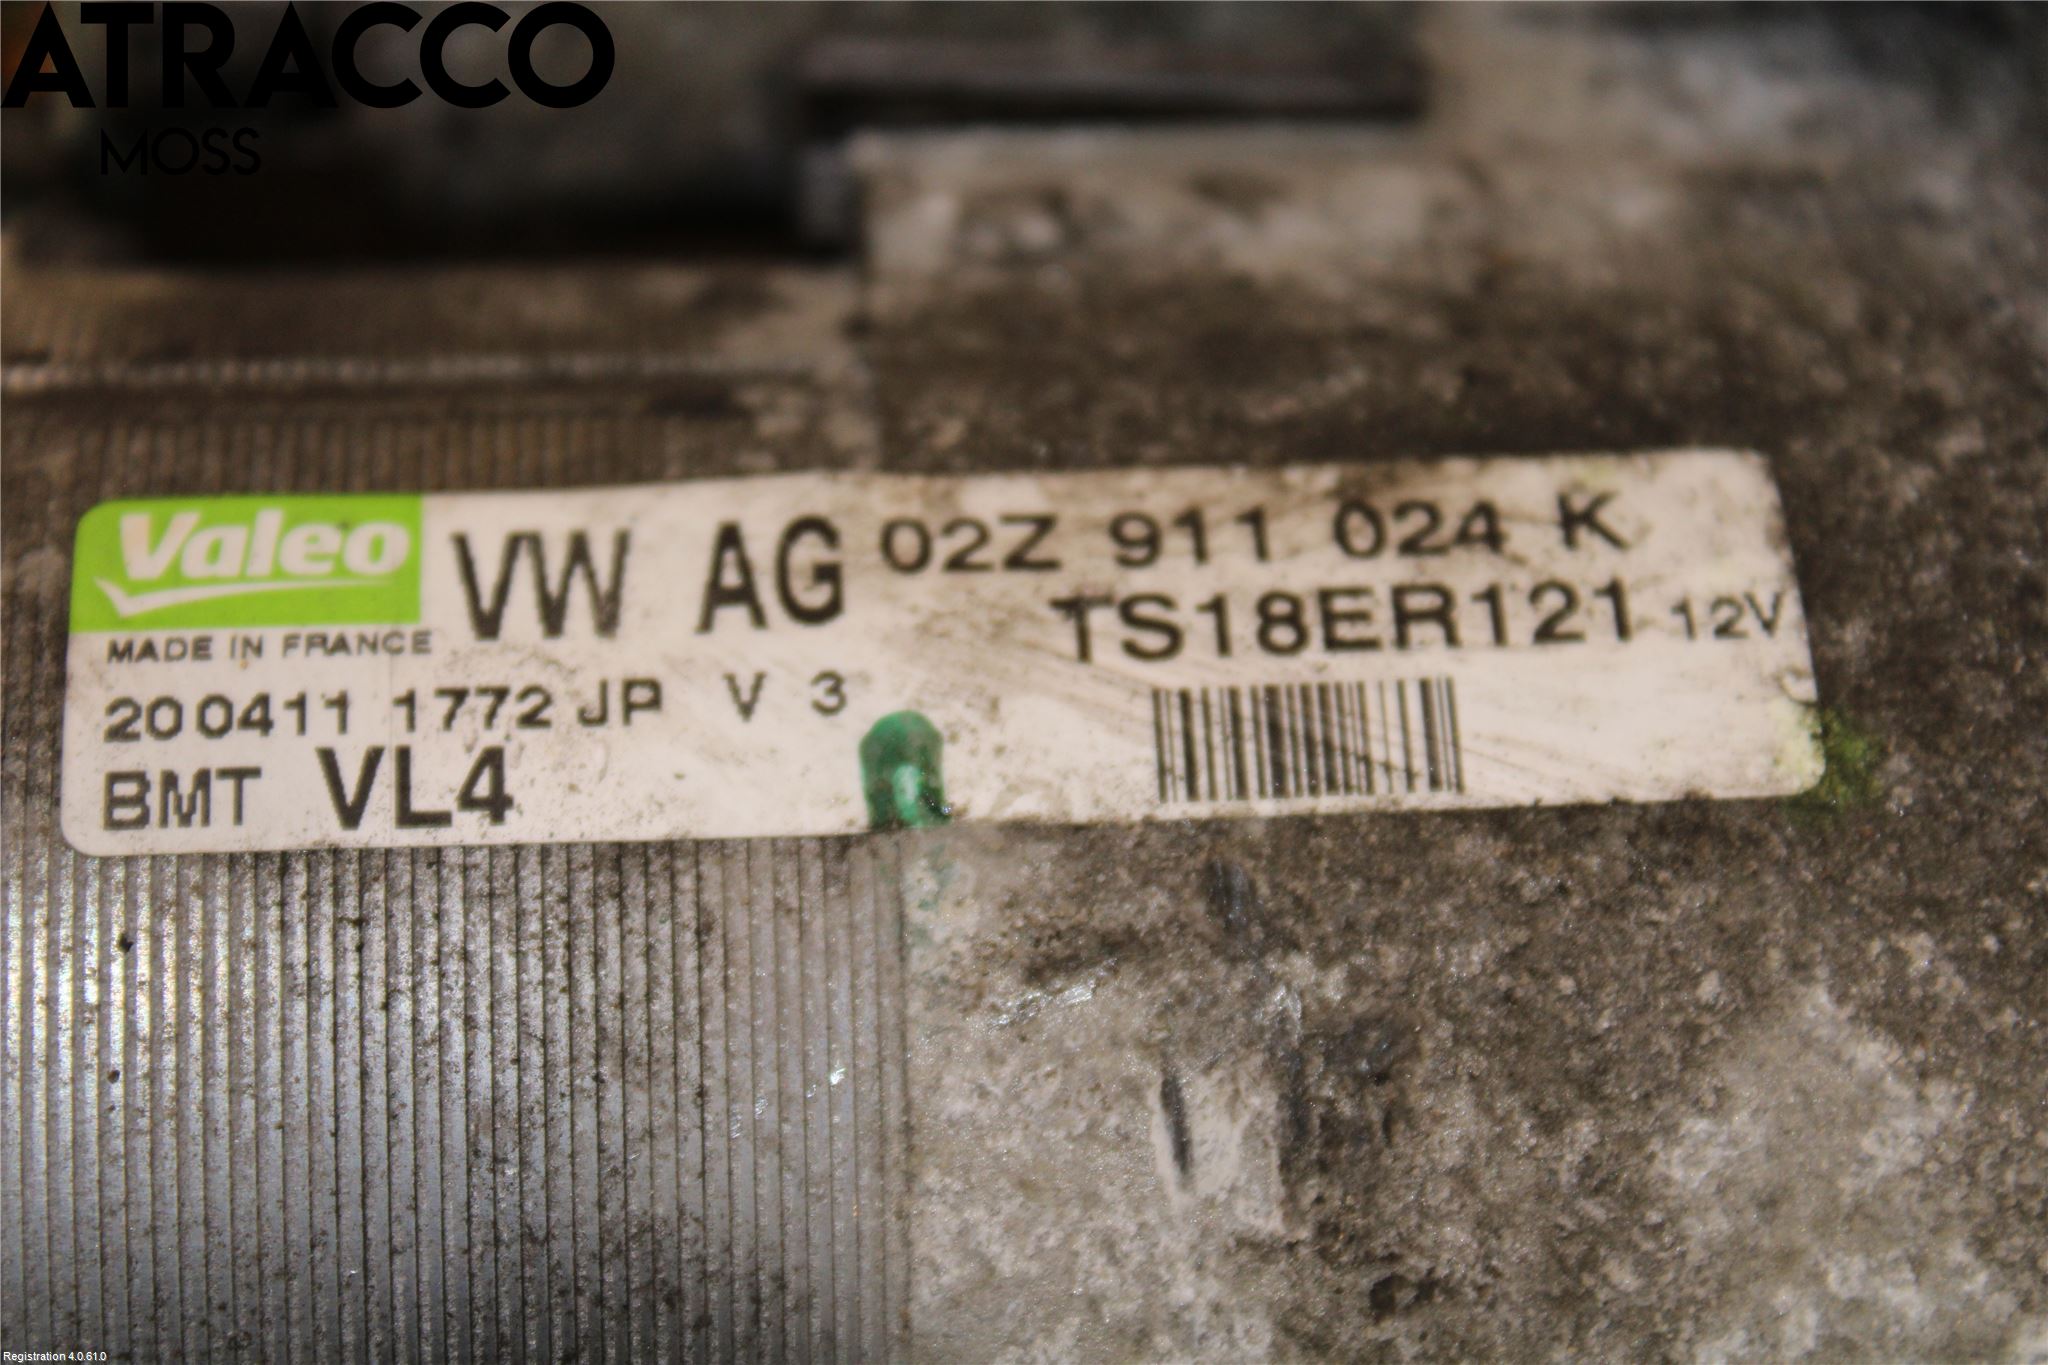 ATRACCO
MOSS
Valeo VW AG 02Z 911 024 K
MADE IN FRANCE TS18ER121 12V
200411 1772 JP V 3
BMT VL4
Registration 4.0.61.0